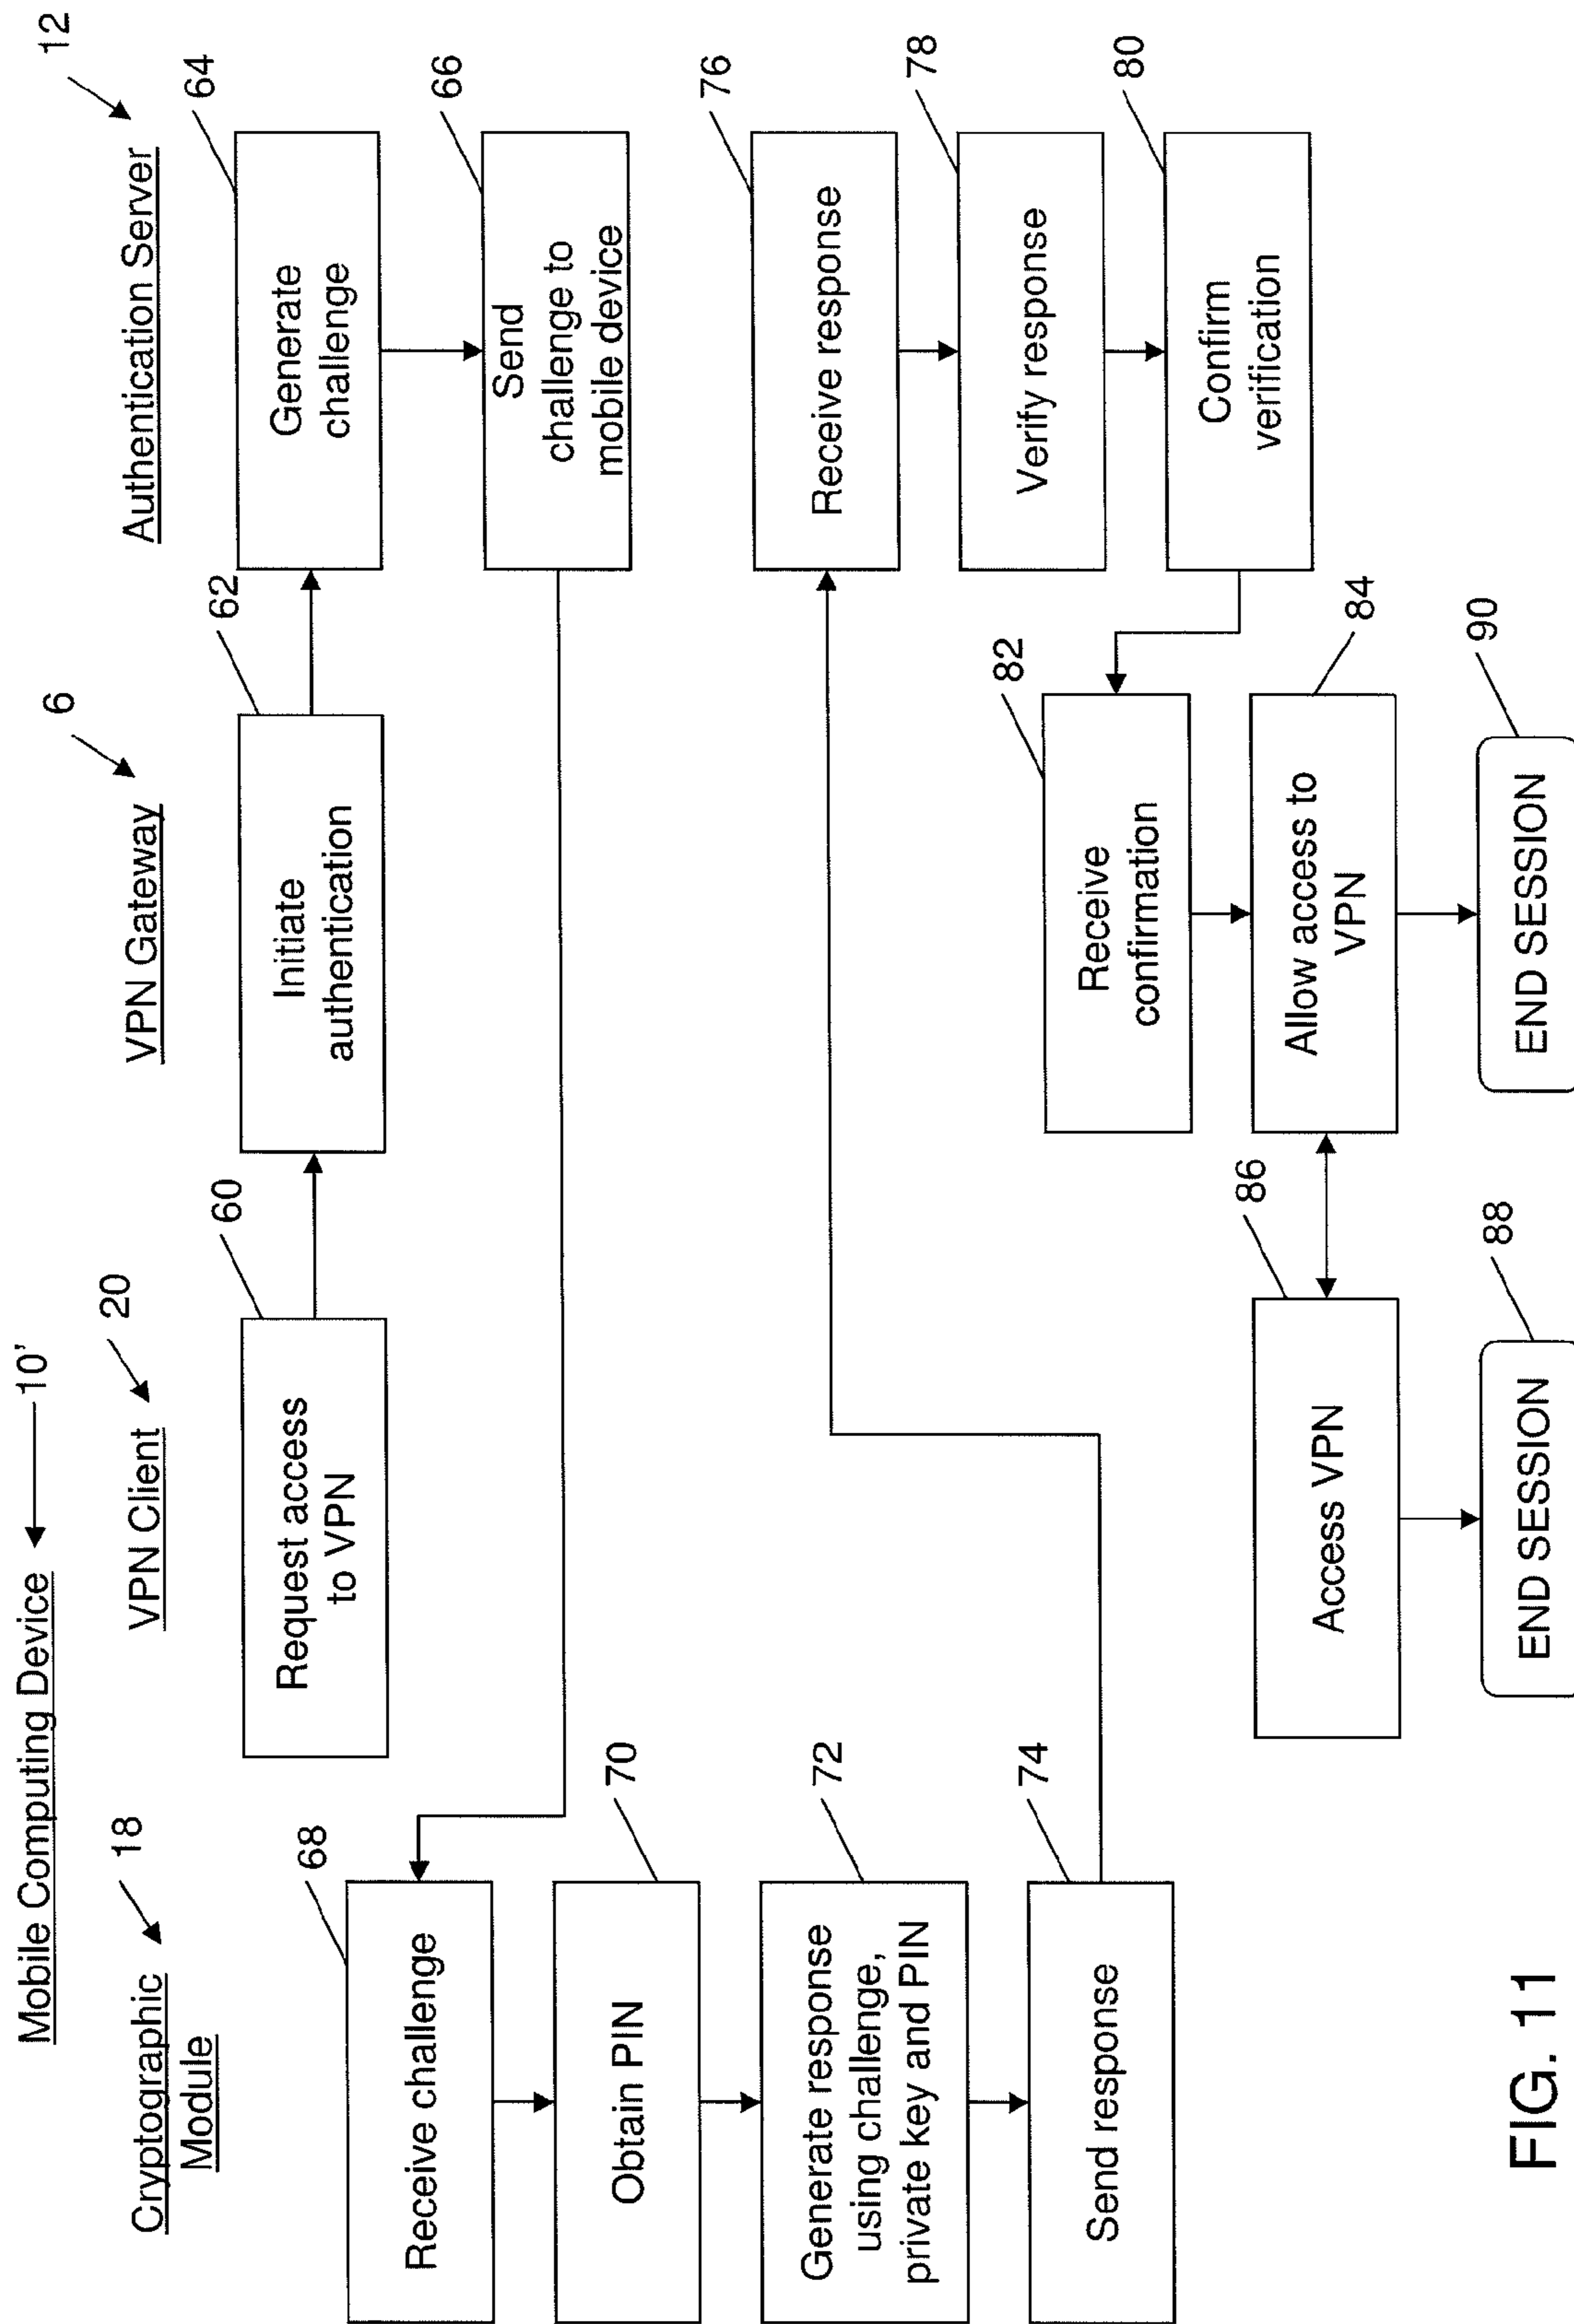 Mobile Computing Device
10'
Cryptographic
Module
18
VPN Client
20
VPN Gateway
6
Authentication Server
12
Request access
to VPN
60
Initiate
authentication
62
Generate
challenge
64
Send
challenge to
mobile device
66
Receive challenge
68
Obtain PIN
70
Generate response
using challenge,
private key and PIN
72
Send response
74
Receive response
76
Verify response
78
Confirm
verification
80
Receive
confirmation
82
Allow access to
VPN
84
Access VPN
86
END SESSION
88
END SESSION
90
FIG. 11